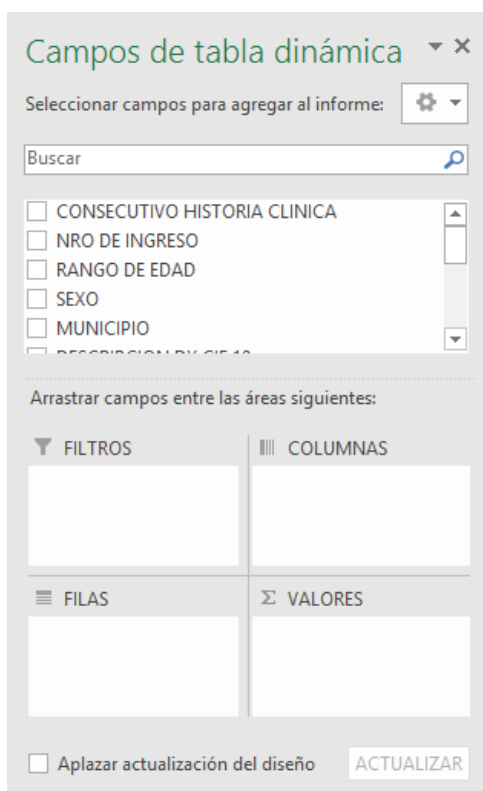 Campos de tabla dinámica
Seleccionar campos para agregar al informe:
Buscar
CONSECUTIVO HISTORIA CLINICA
NRO DE INGRESO
RANGO DE EDAD
SEXO
MUNICIPIO
Arrastrar campos entre las áreas siguientes:
FILTROS
COLUMNAS
FILAS
Σ VALORES
Aplazar actualización del diseño
ACTUALIZAR